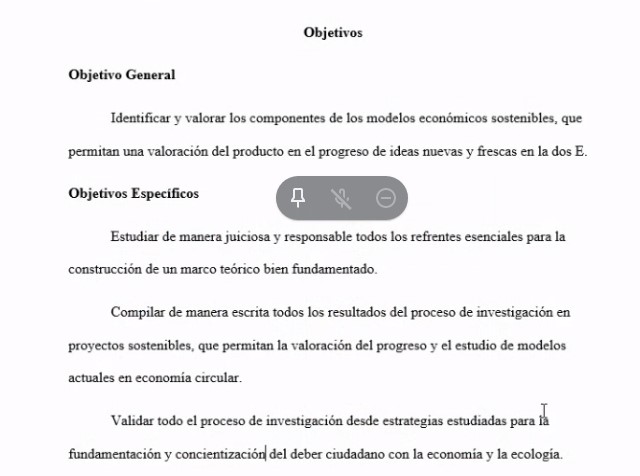 Objetivos
Objetivo General
Identificar y valorar los componentes de los modelos económicos sostenibles, que
permitan una valoración del producto en el progreso de ideas nuevas y frescas en la dos E.
Objetivos Específicos
Estudiar de manera juiciosa y responsable todos los refrentes esenciales para la
construcción de un marco teórico bien fundamentado.
Compilar de manera escrita todos los resultados del proceso de investigación en
proyectos sostenibles, que permitan la valoración del progreso y el estudio de modelos
actuales en economía circular.
Validar todo el proceso de investigación desde estrategias estudiadas para la
fundamentación y concientización del deber ciudadano con la economía y la ecología.